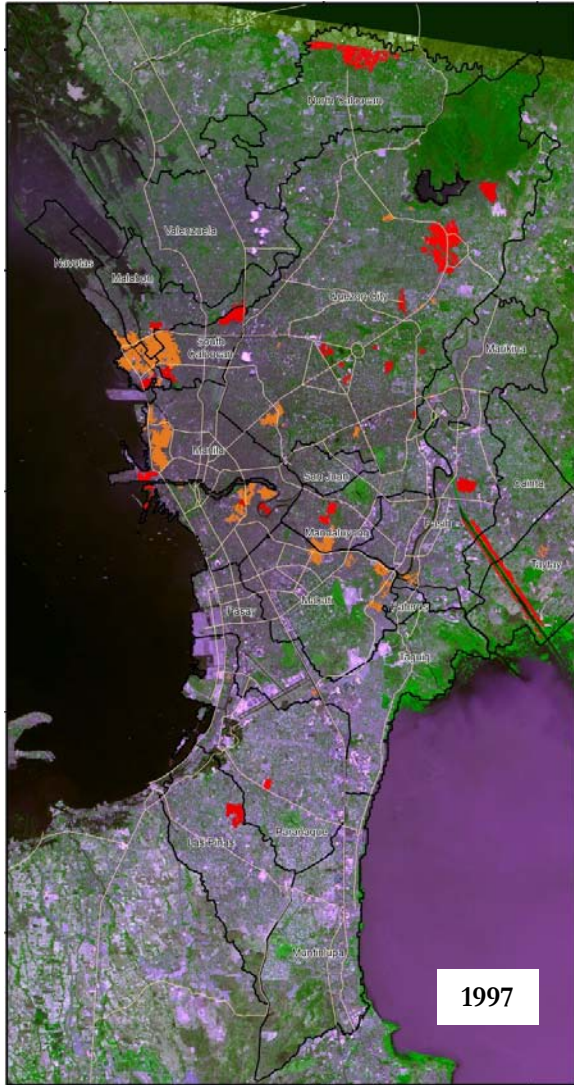 North Caloocan
Valenzuela
Navotas
Malabon
Quezon City
South
Caloocan
Marikina
Manila
San Juan
Cainta
Mandaluyong
Pasig
Taytay
Makati
Pasay
Pateros
Taguig
Paranaque
Las Piñas
Muntinlupa
1997